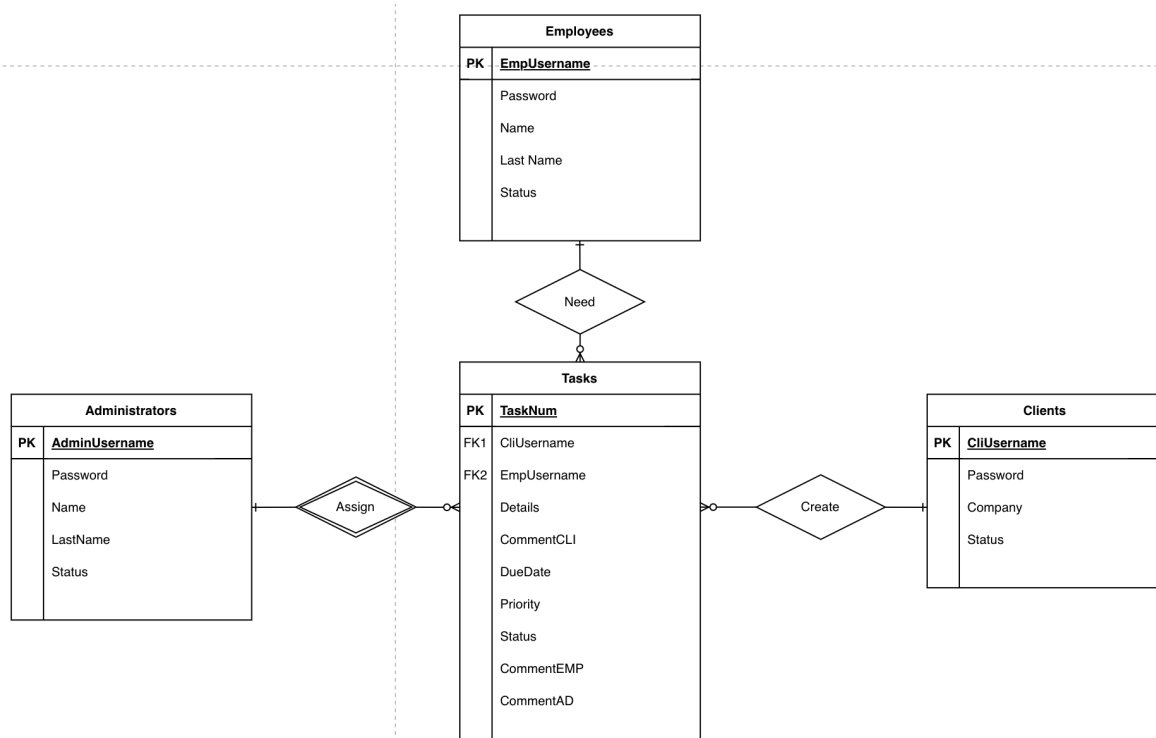 Employees
PK EmpUsername
Password
Name
Last Name
Status
Need
Tasks
PK TaskNum
FK1 CliUsername
FK2 EmpUsername
Details
CommentCLI
DueDate
Priority
Status
CommentEMP
CommentAD
Administrators
PK AdminUsername
Password
Name
LastName
Status
Assign
Create
Clients
PK CliUsername
Password
Company
Status